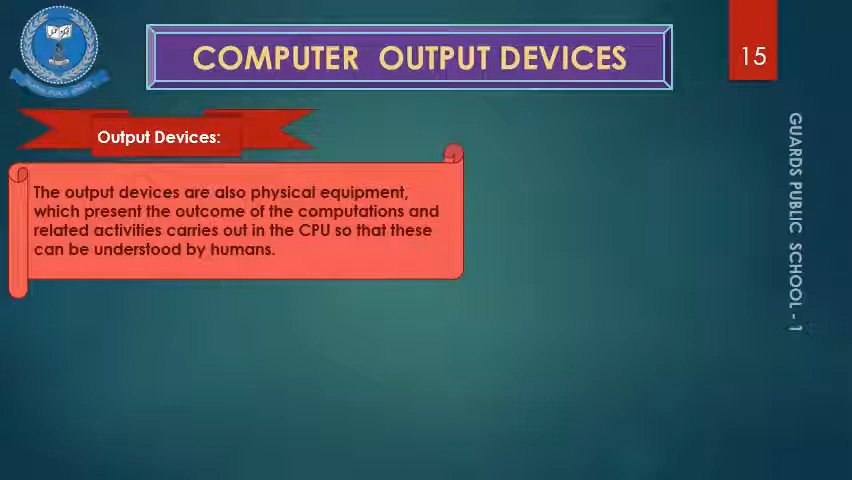 COMPUTER OUTPUT DEVICES
15
Output Devices:
The output devices are also physical equipment,
which present the outcome of the computations and
related activities carries out in the CPU so that these
can be understood by humans.
GUARDS PUBLIC SCHOOL - 1